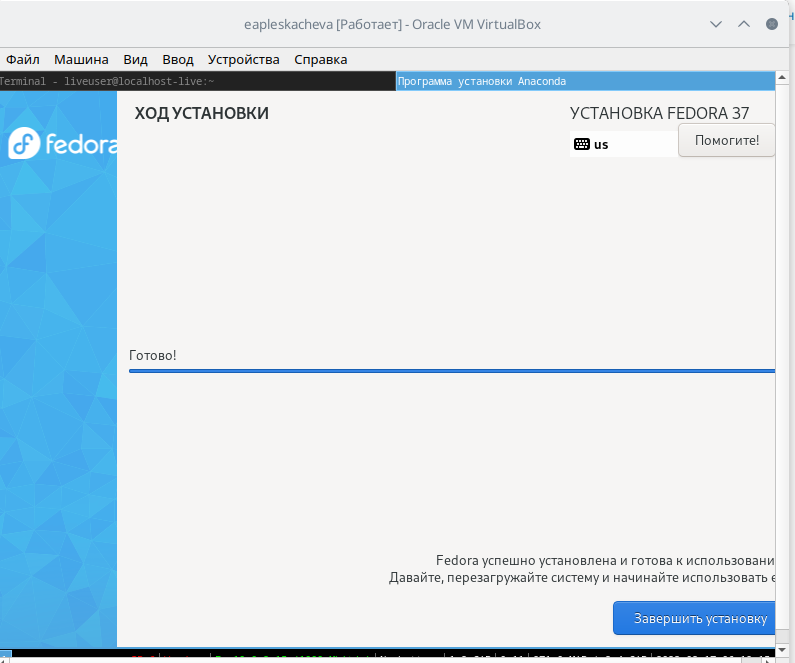 eapleskacheva [Работает] - Oracle VM VirtualBox
Файл Машина Вид Ввод Устройства Справка
Terminal - liveuser@localhost-live:~
Программа установки Anaconda
fedora
ХОД УСТАНОВКИ
УСТАНОВКА FEDORA 37
us
Помогите!
Готово!
Fedora успешно установлена и готова к использовани
Давайте, перезагружайте систему и начинайте использовать е
Завершить установку